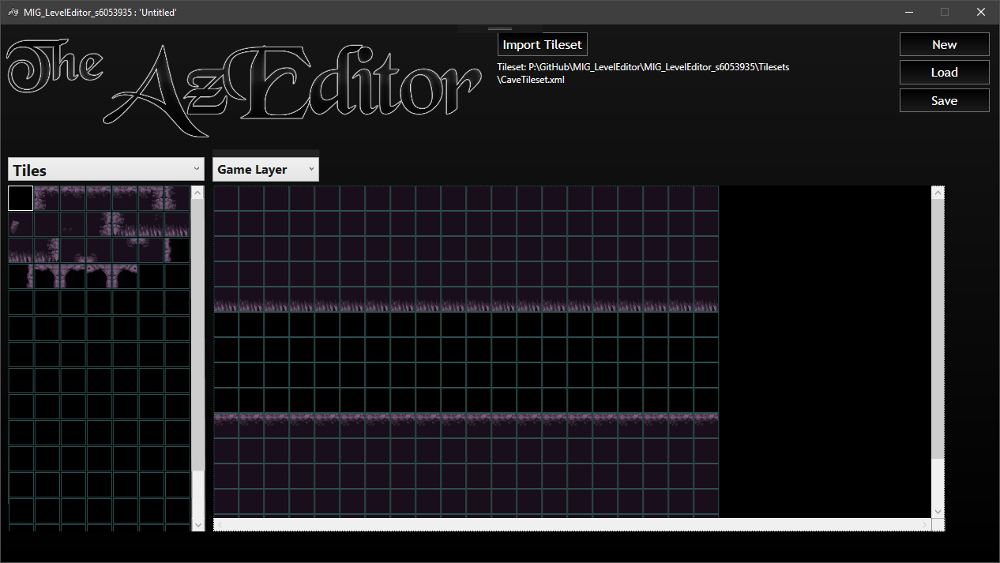 MIG_LevelEditor_s6053935 : 'Untitled'
The AzEditor
Import Tileset
Tileset: P:\GitHub\MIG_LevelEditor\MIG_LevelEditor_s6053935\Tilesets
\CaveTileset.xml
New
Load
Save
Tiles
Game Layer